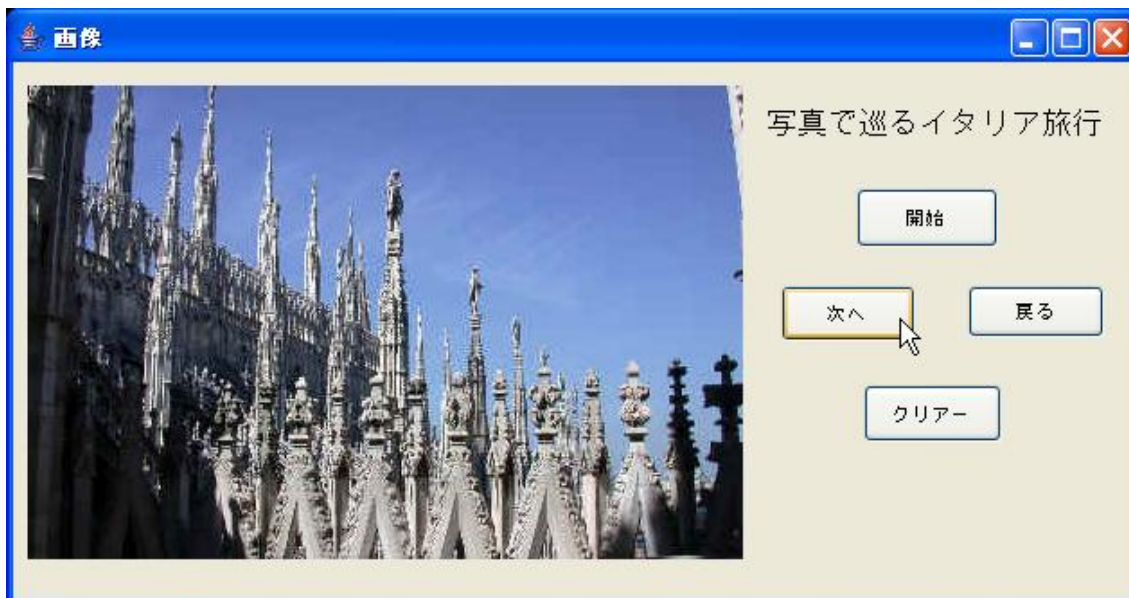 画像
写真で巡るイタリア旅行
開始
次へ
戻る
クリアー